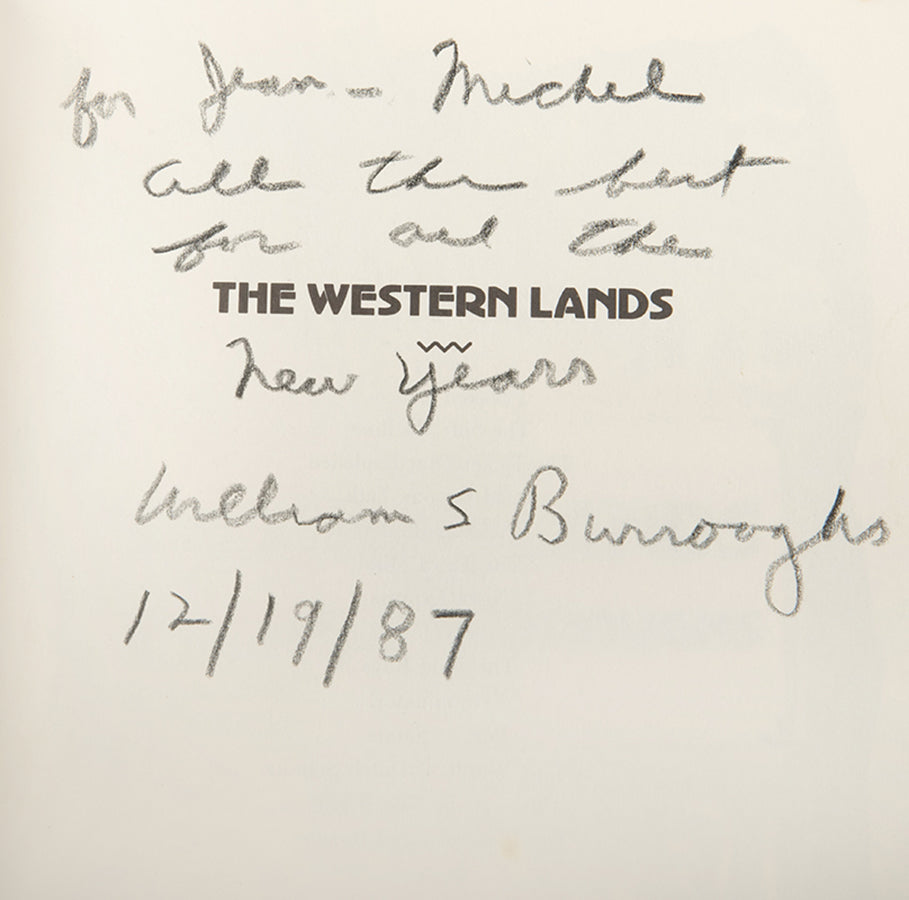 for Jean-Michel
all the best
for all the
THE WESTERN LANDS
new years
William S Burroughs
12/19/87